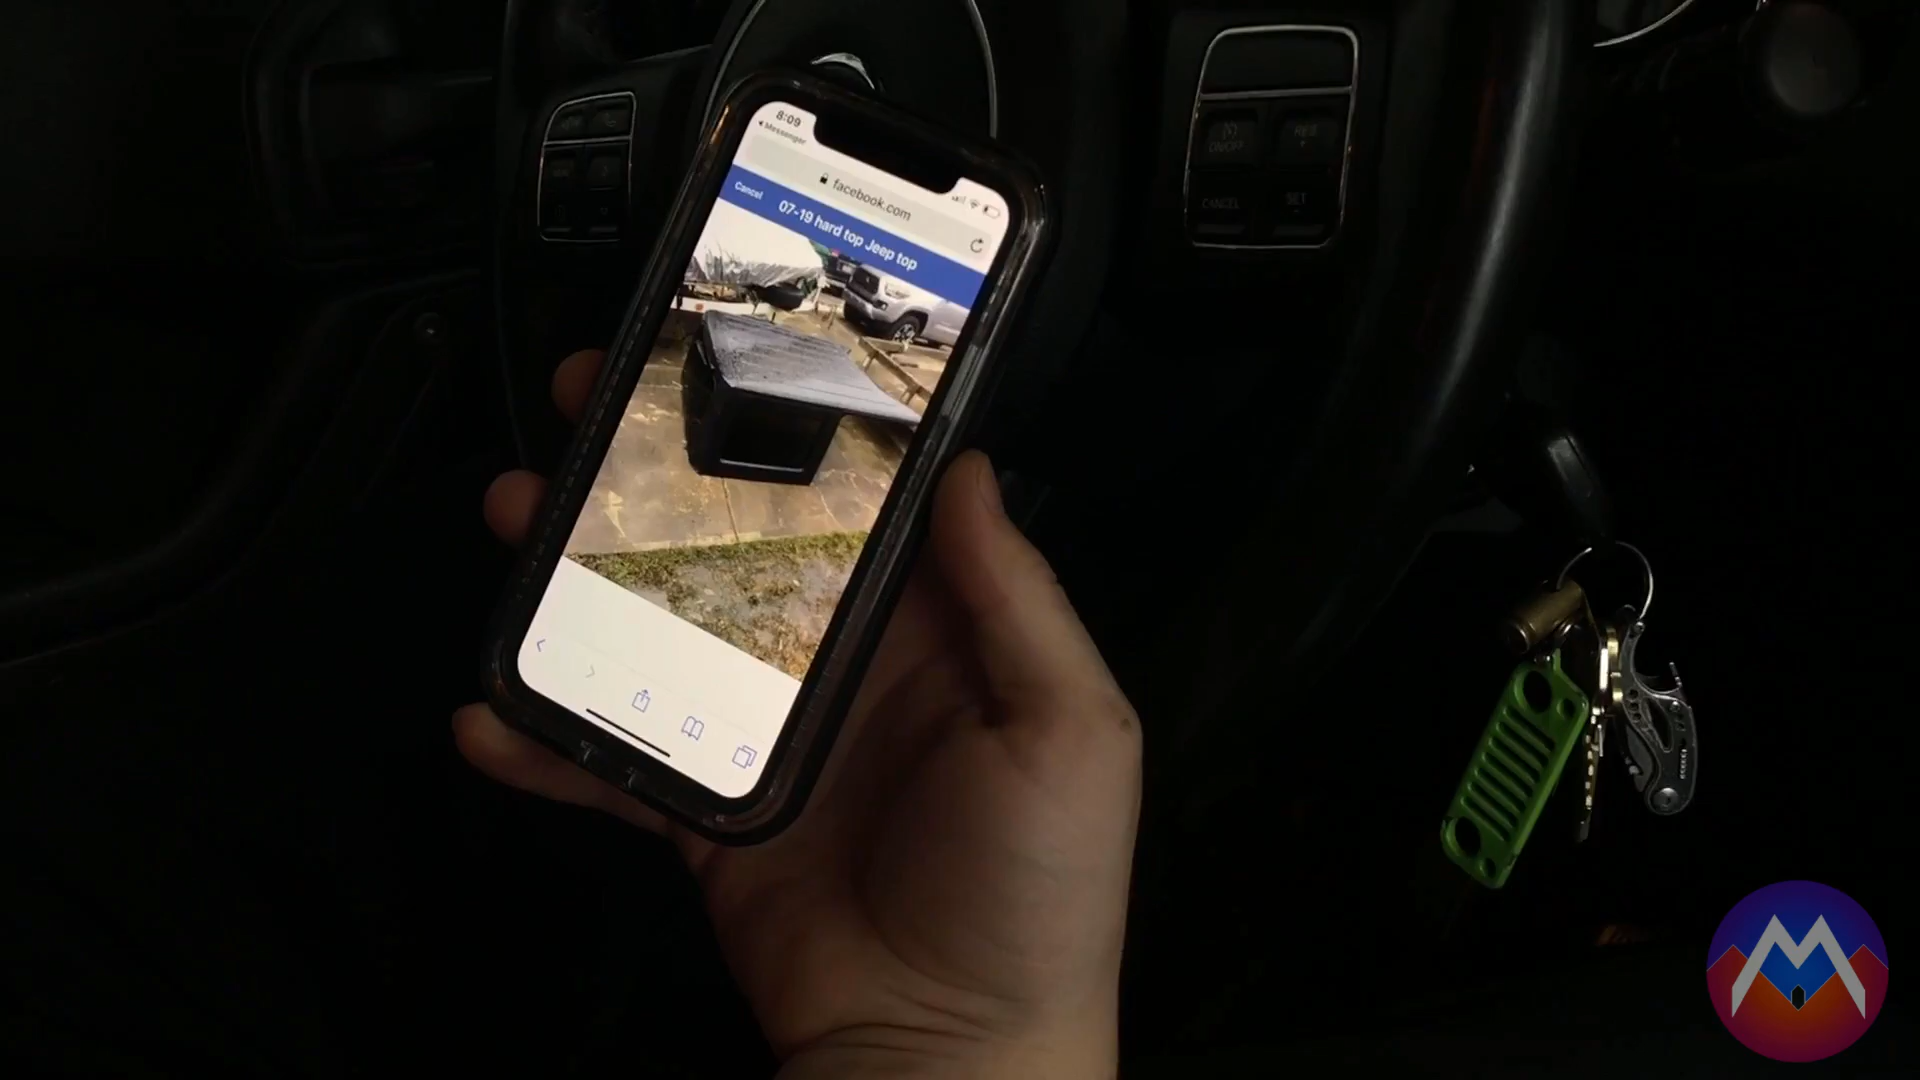 8:09
Messenger
facebook.com
Cancel
07-19 hard top Jeep top
ON/OFF
RES
+
CANCEL
SET
-